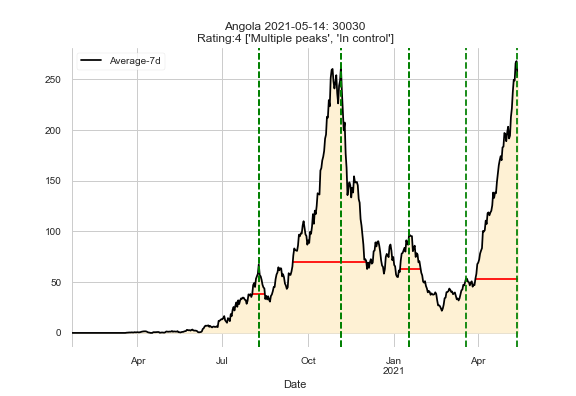 Angola 2021-05-14: 30030
Rating:4 ['Multiple peaks', 'In control']
Average-7d
250
200
150
100
50
0
Apr
Jul
Oct
Jan
2021
Apr
Date